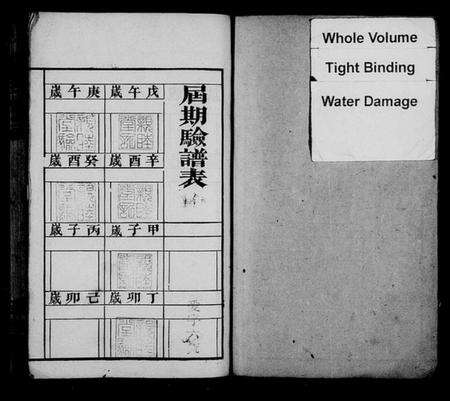 屆期驗譜表
戊午歲
庚午歲
辛酉歲
癸酉歲
甲子歲
丙子歲
丁卯歲
己卯歲
Whole Volume
Tight Binding
Water Damage